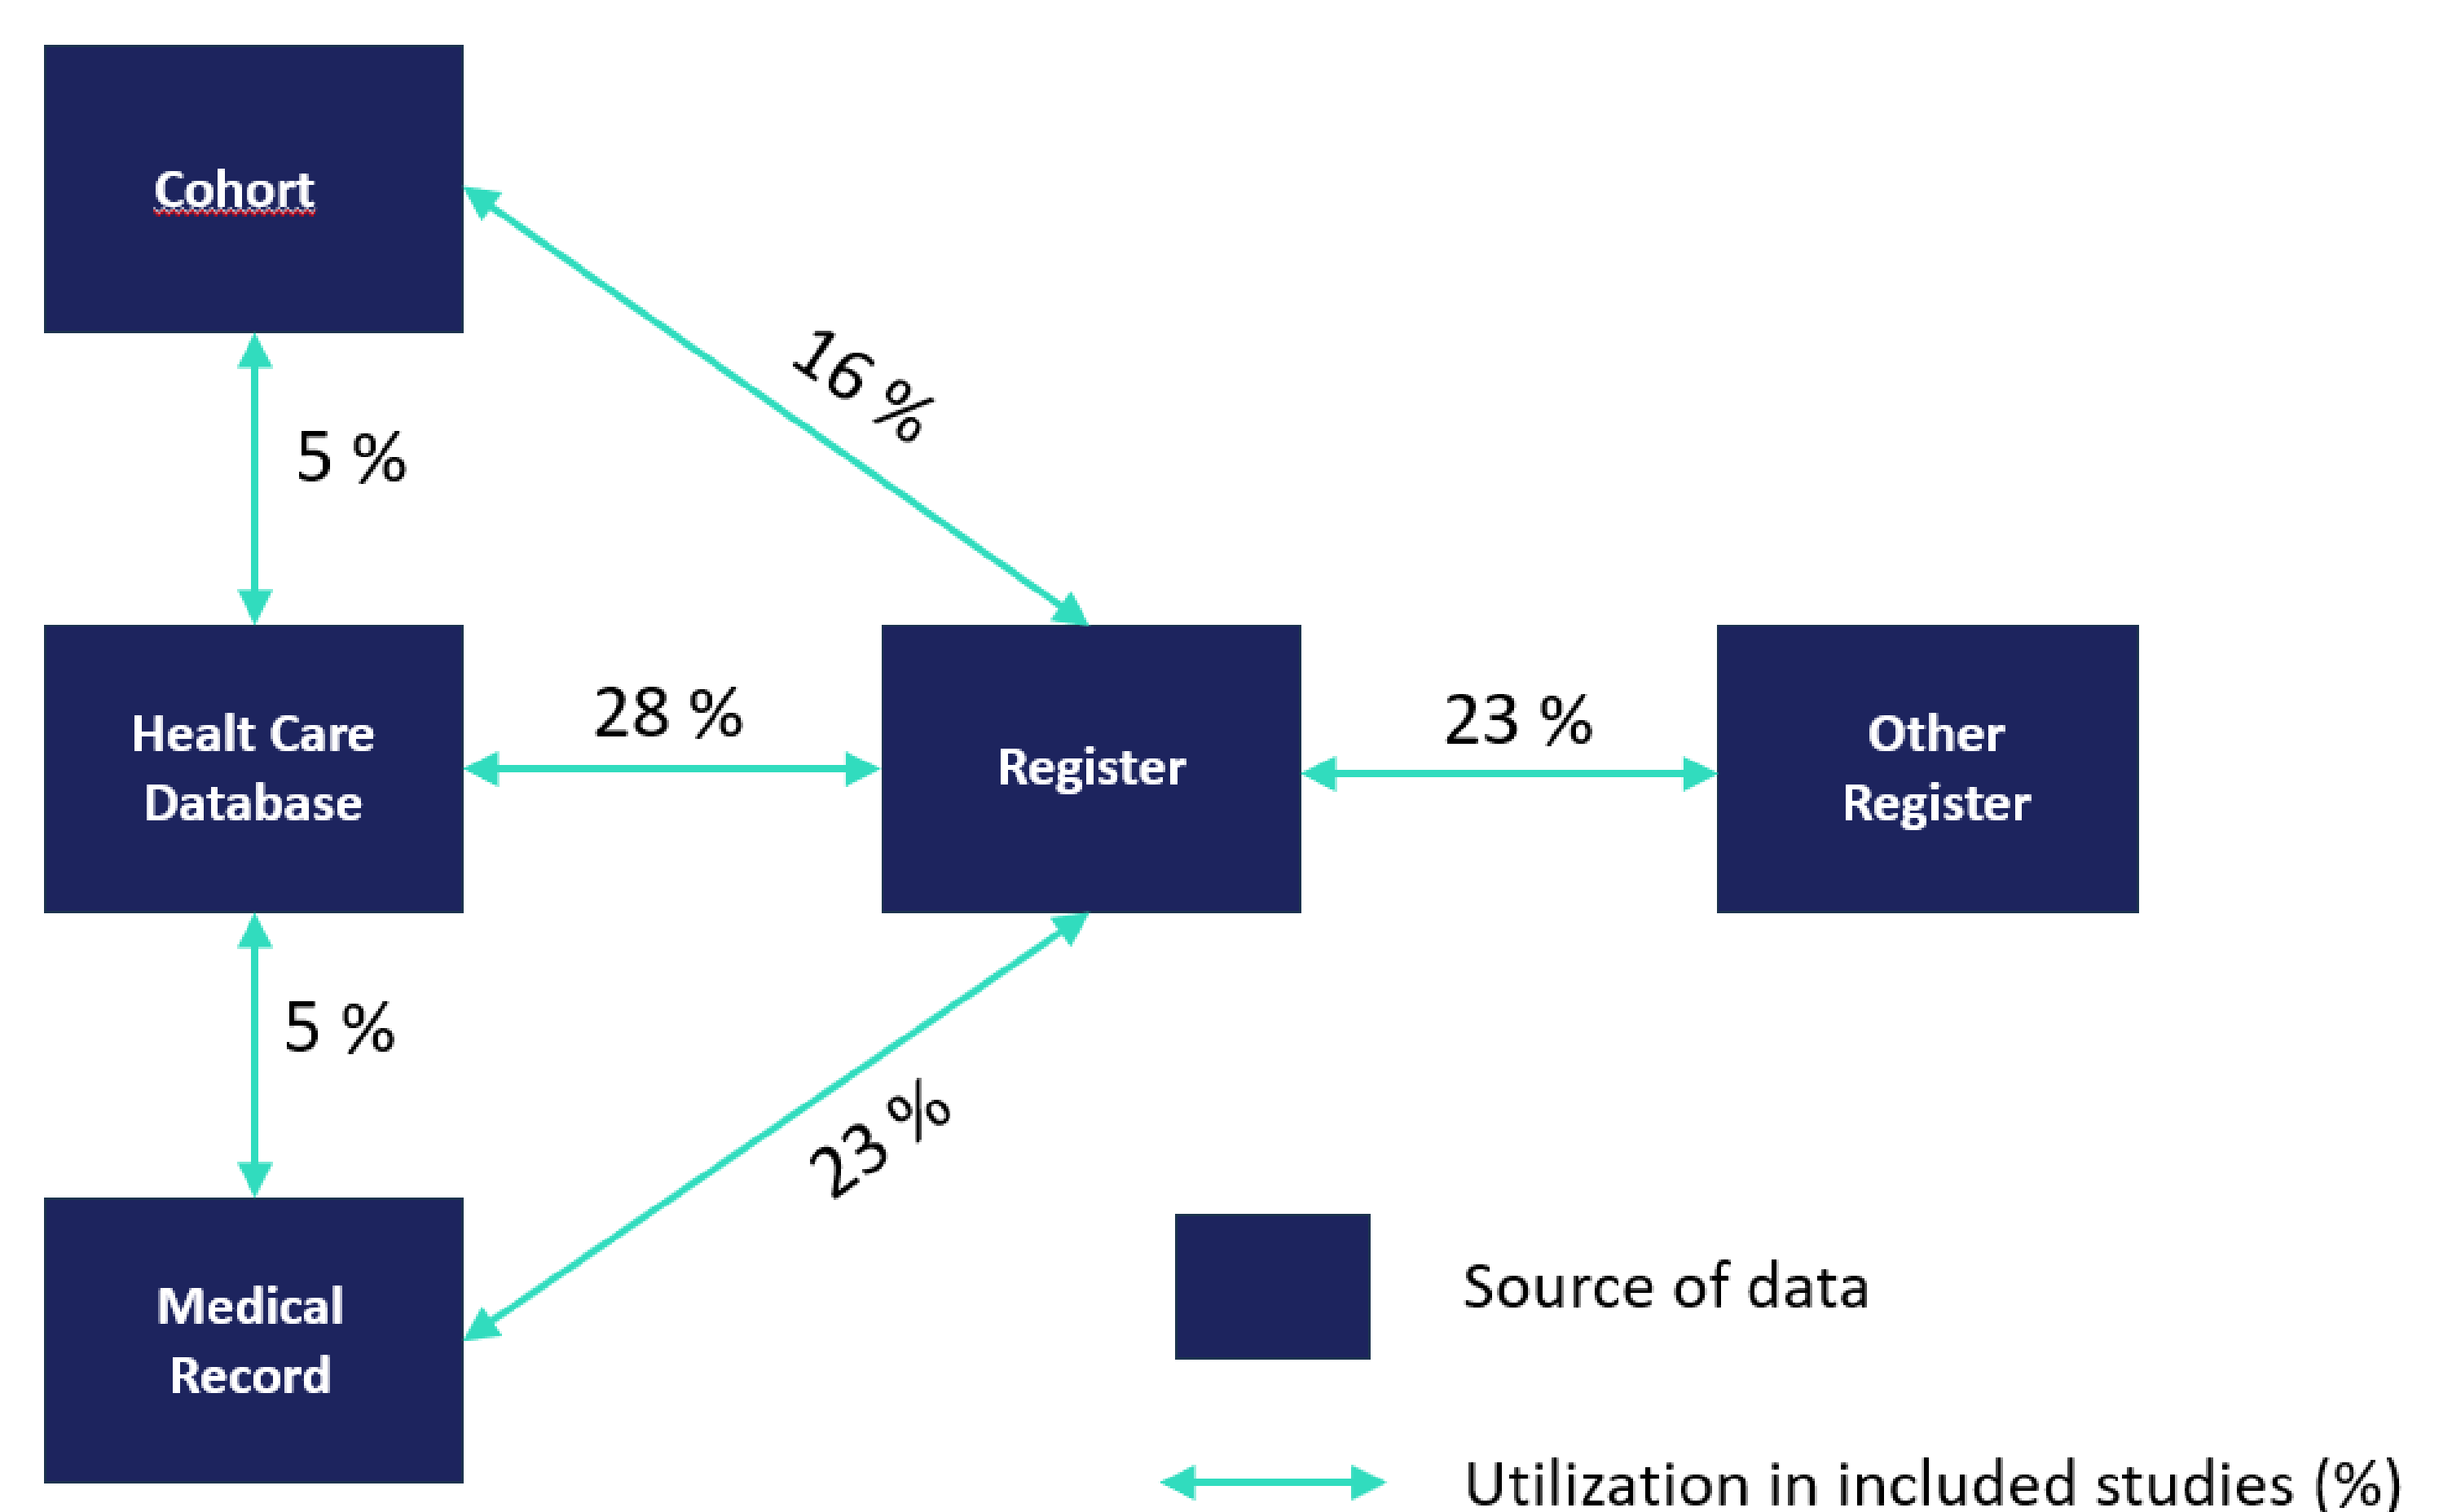 Cohort
16 %
5 %
Healt Care
Database
28 %
Register
23 %
Other
Register
5 %
23 %
Medical
Record
Source of data
Utilization in included studies (%)